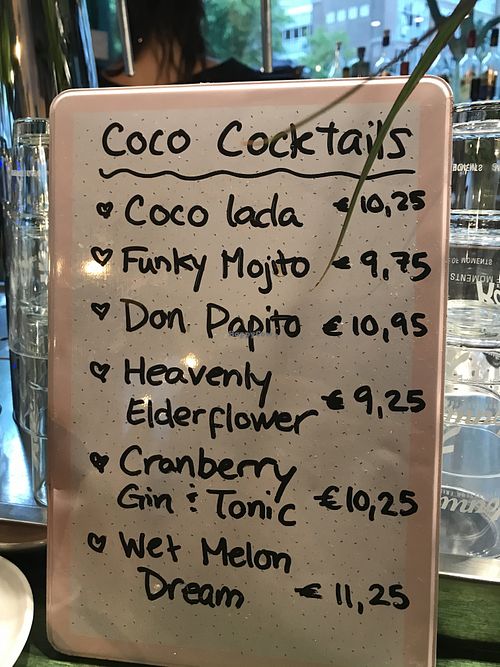 Coco Cocktails
♡ Coco lada € 10,25
♡ Funky Mojito € 9,75
♡ Don Papito € 10,95
♡ Heavenly
Elderflower € 9,25
♡ Cranberry
Gin & Tonic € 10,25
♡ Wet Melon
Dream € 11,25
MOMENTS